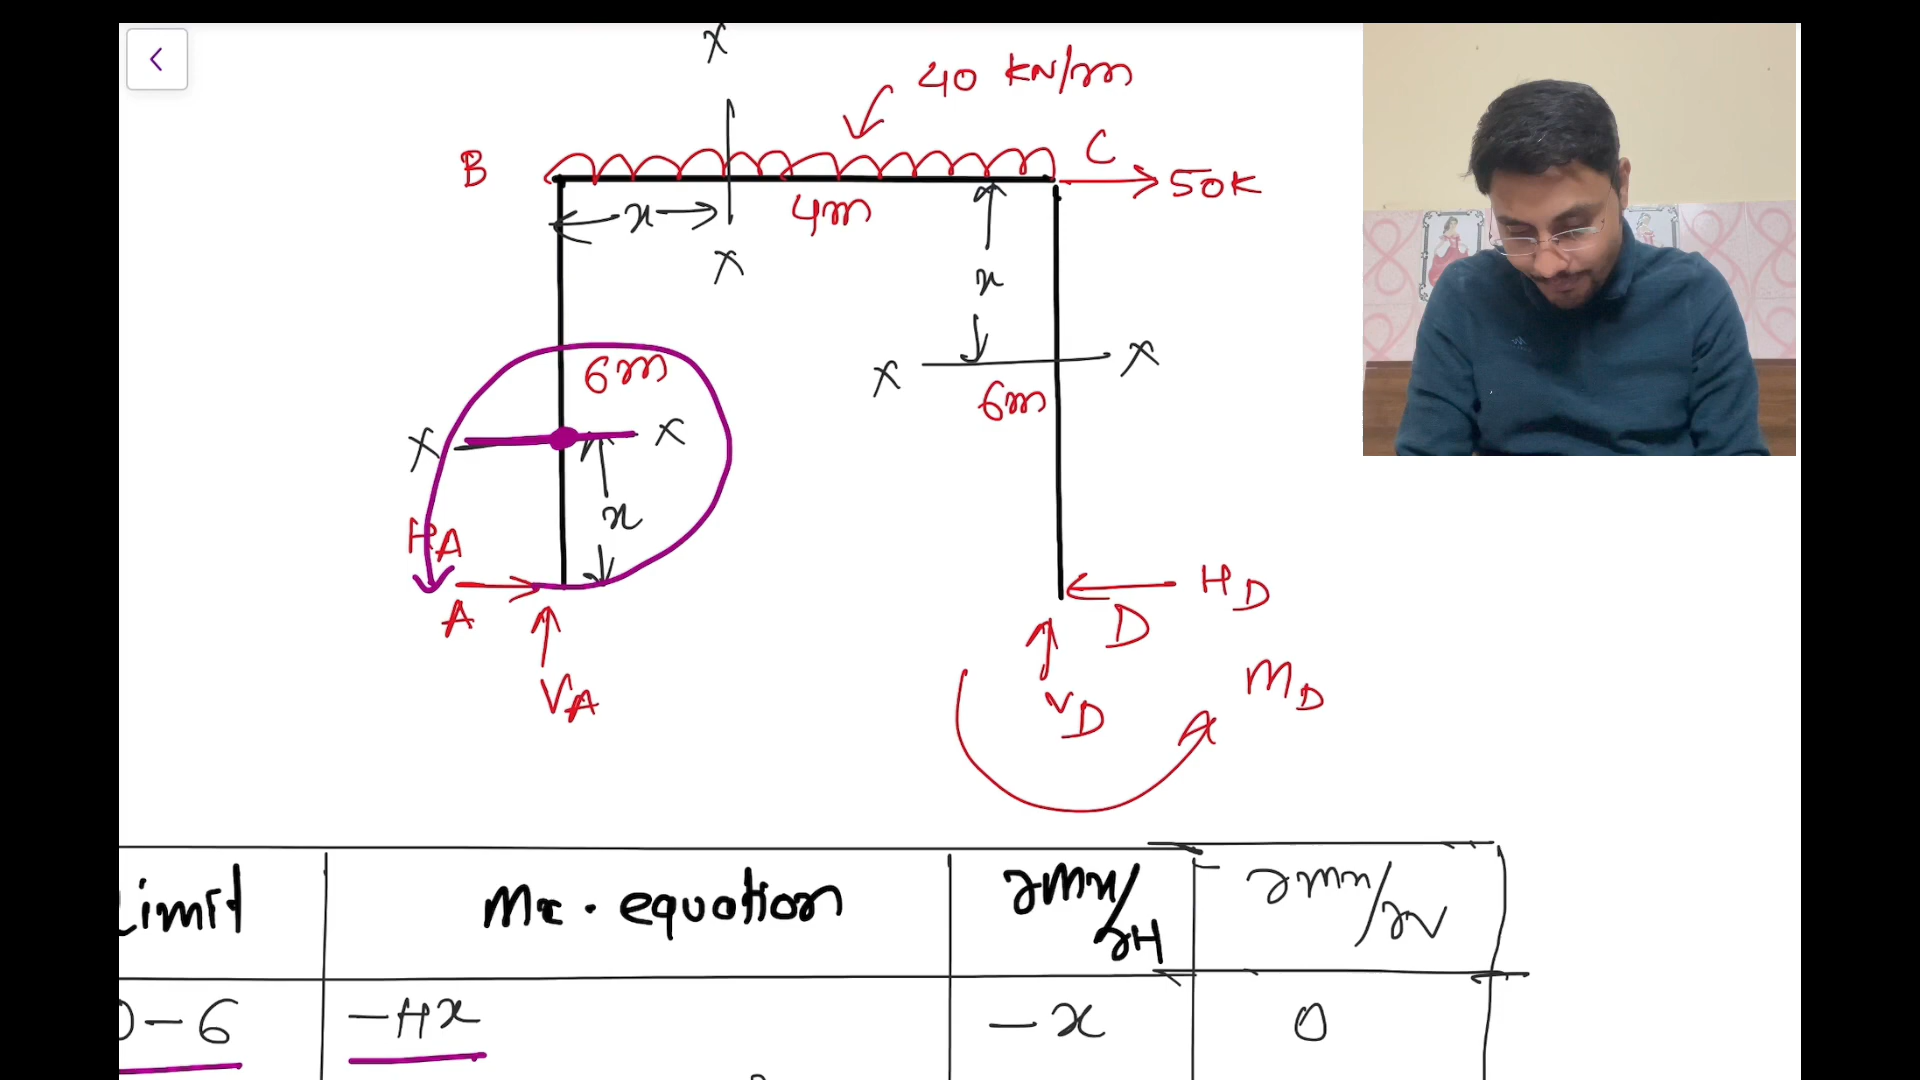 X
40 KN/m
B
C
50K
x
4m
X
x
6m
X
X
6m
X
X
x
HA
A
VA
HD
D
VD
MD
Limit
Mx. equation
∂Mx/∂H
∂Mx/∂V
0-6
-Hx
-x
0